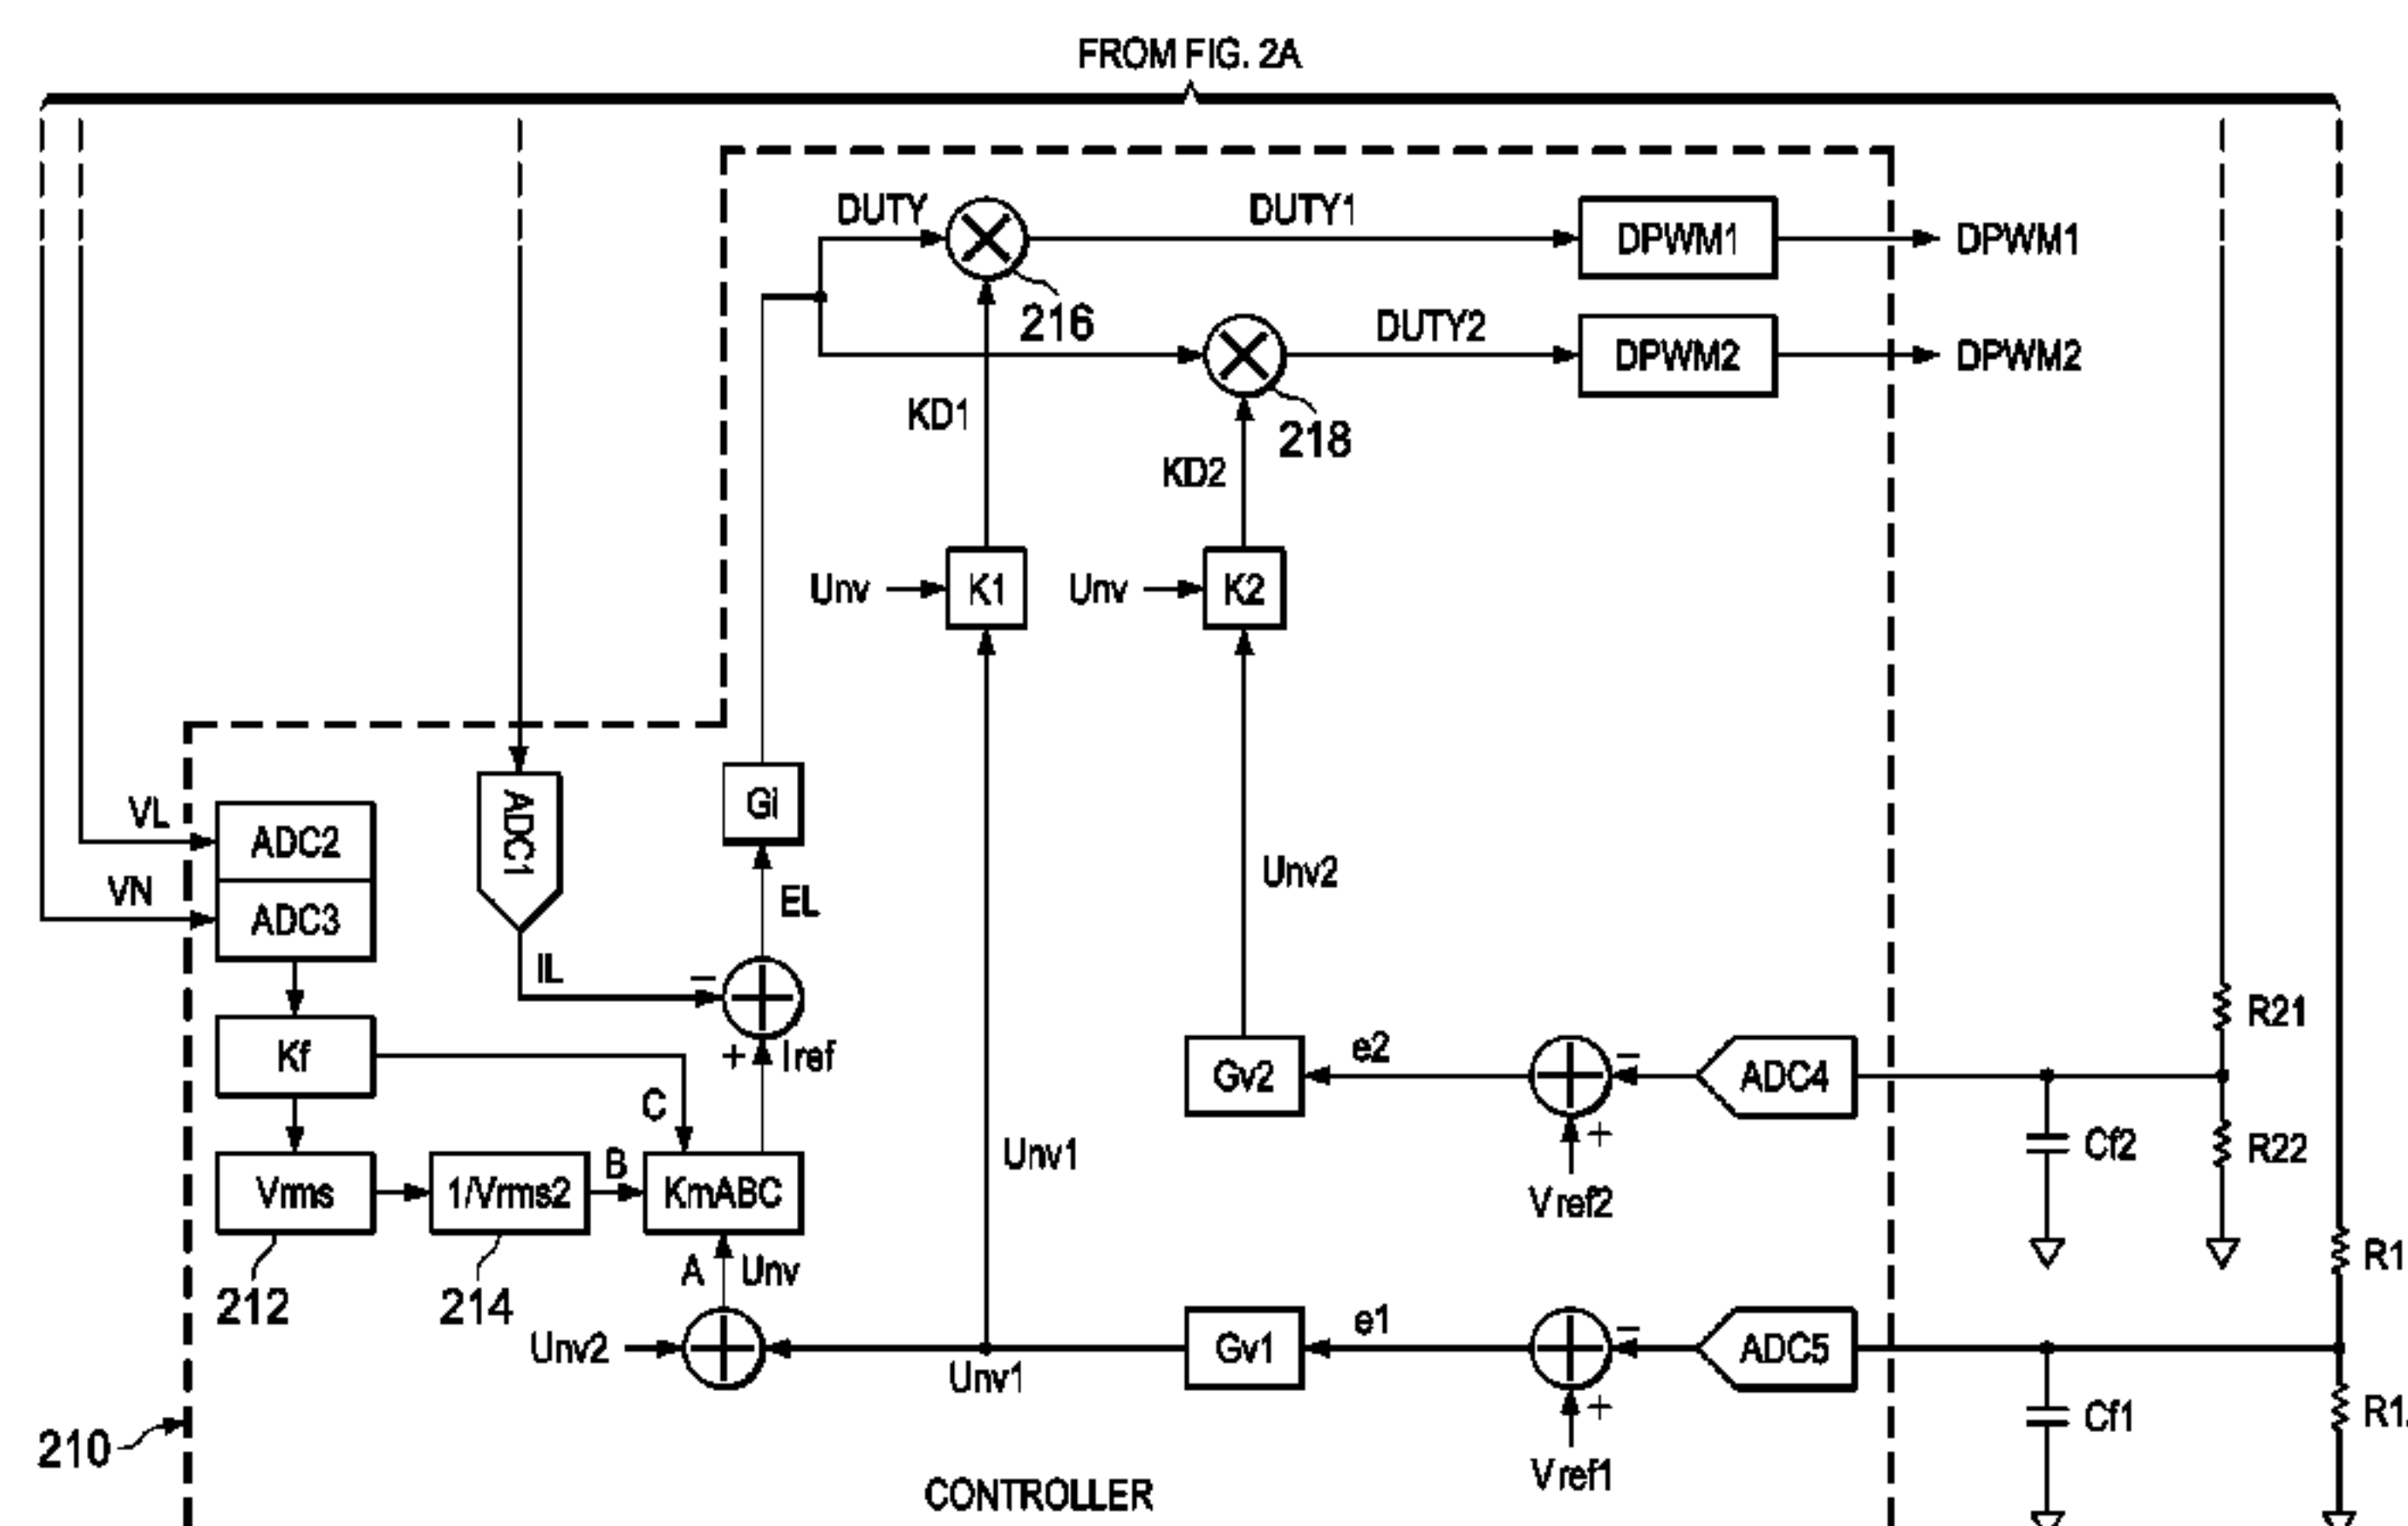 FROM FIG. 2A
DUTY
DUTY1
DPWM1
DPWM1
216
DUTY2
DPWM2
DPWM2
KD1
218
KD2
Unv
K1
Unv
K2
VL
ADC2
ADC1
Gi
VN
ADC3
EL
Unv2
IL
−
R21
Kf
+
Iref
Gv2
e2
−
ADC4
C
+
Cf2
R22
Vrms
1/Vrms2
B
KmABC
Unv1
Vref2
212
214
A
Unv
R1
Unv2
Unv1
Gv1
e1
−
ADC5
+
Cf1
R1
210
Vref1
CONTROLLER